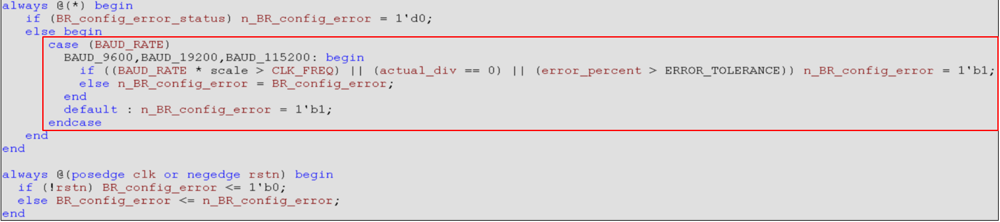 always @(*) begin
   if (BR_config_error_status) n_BR_config_error = 1'd0;
   else begin
      case (BAUD_RATE)
        BAUD_9600,BAUD_19200,BAUD_115200: begin
          if ((BAUD_RATE * scale > CLK_FREQ) || (actual_div == 0) || (error_percent > ERROR_TOLERANCE)) n_BR_config_error = 1'b1;
          else n_BR_config_error = BR_config_error;
        end
        default : n_BR_config_error = 1'b1;
      endcase
   end
end

always @(posedge clk or negedge rstn) begin
  if (!rstn) BR_config_error <= 1'b0;
  else BR_config_error <= n_BR_config_error;
end